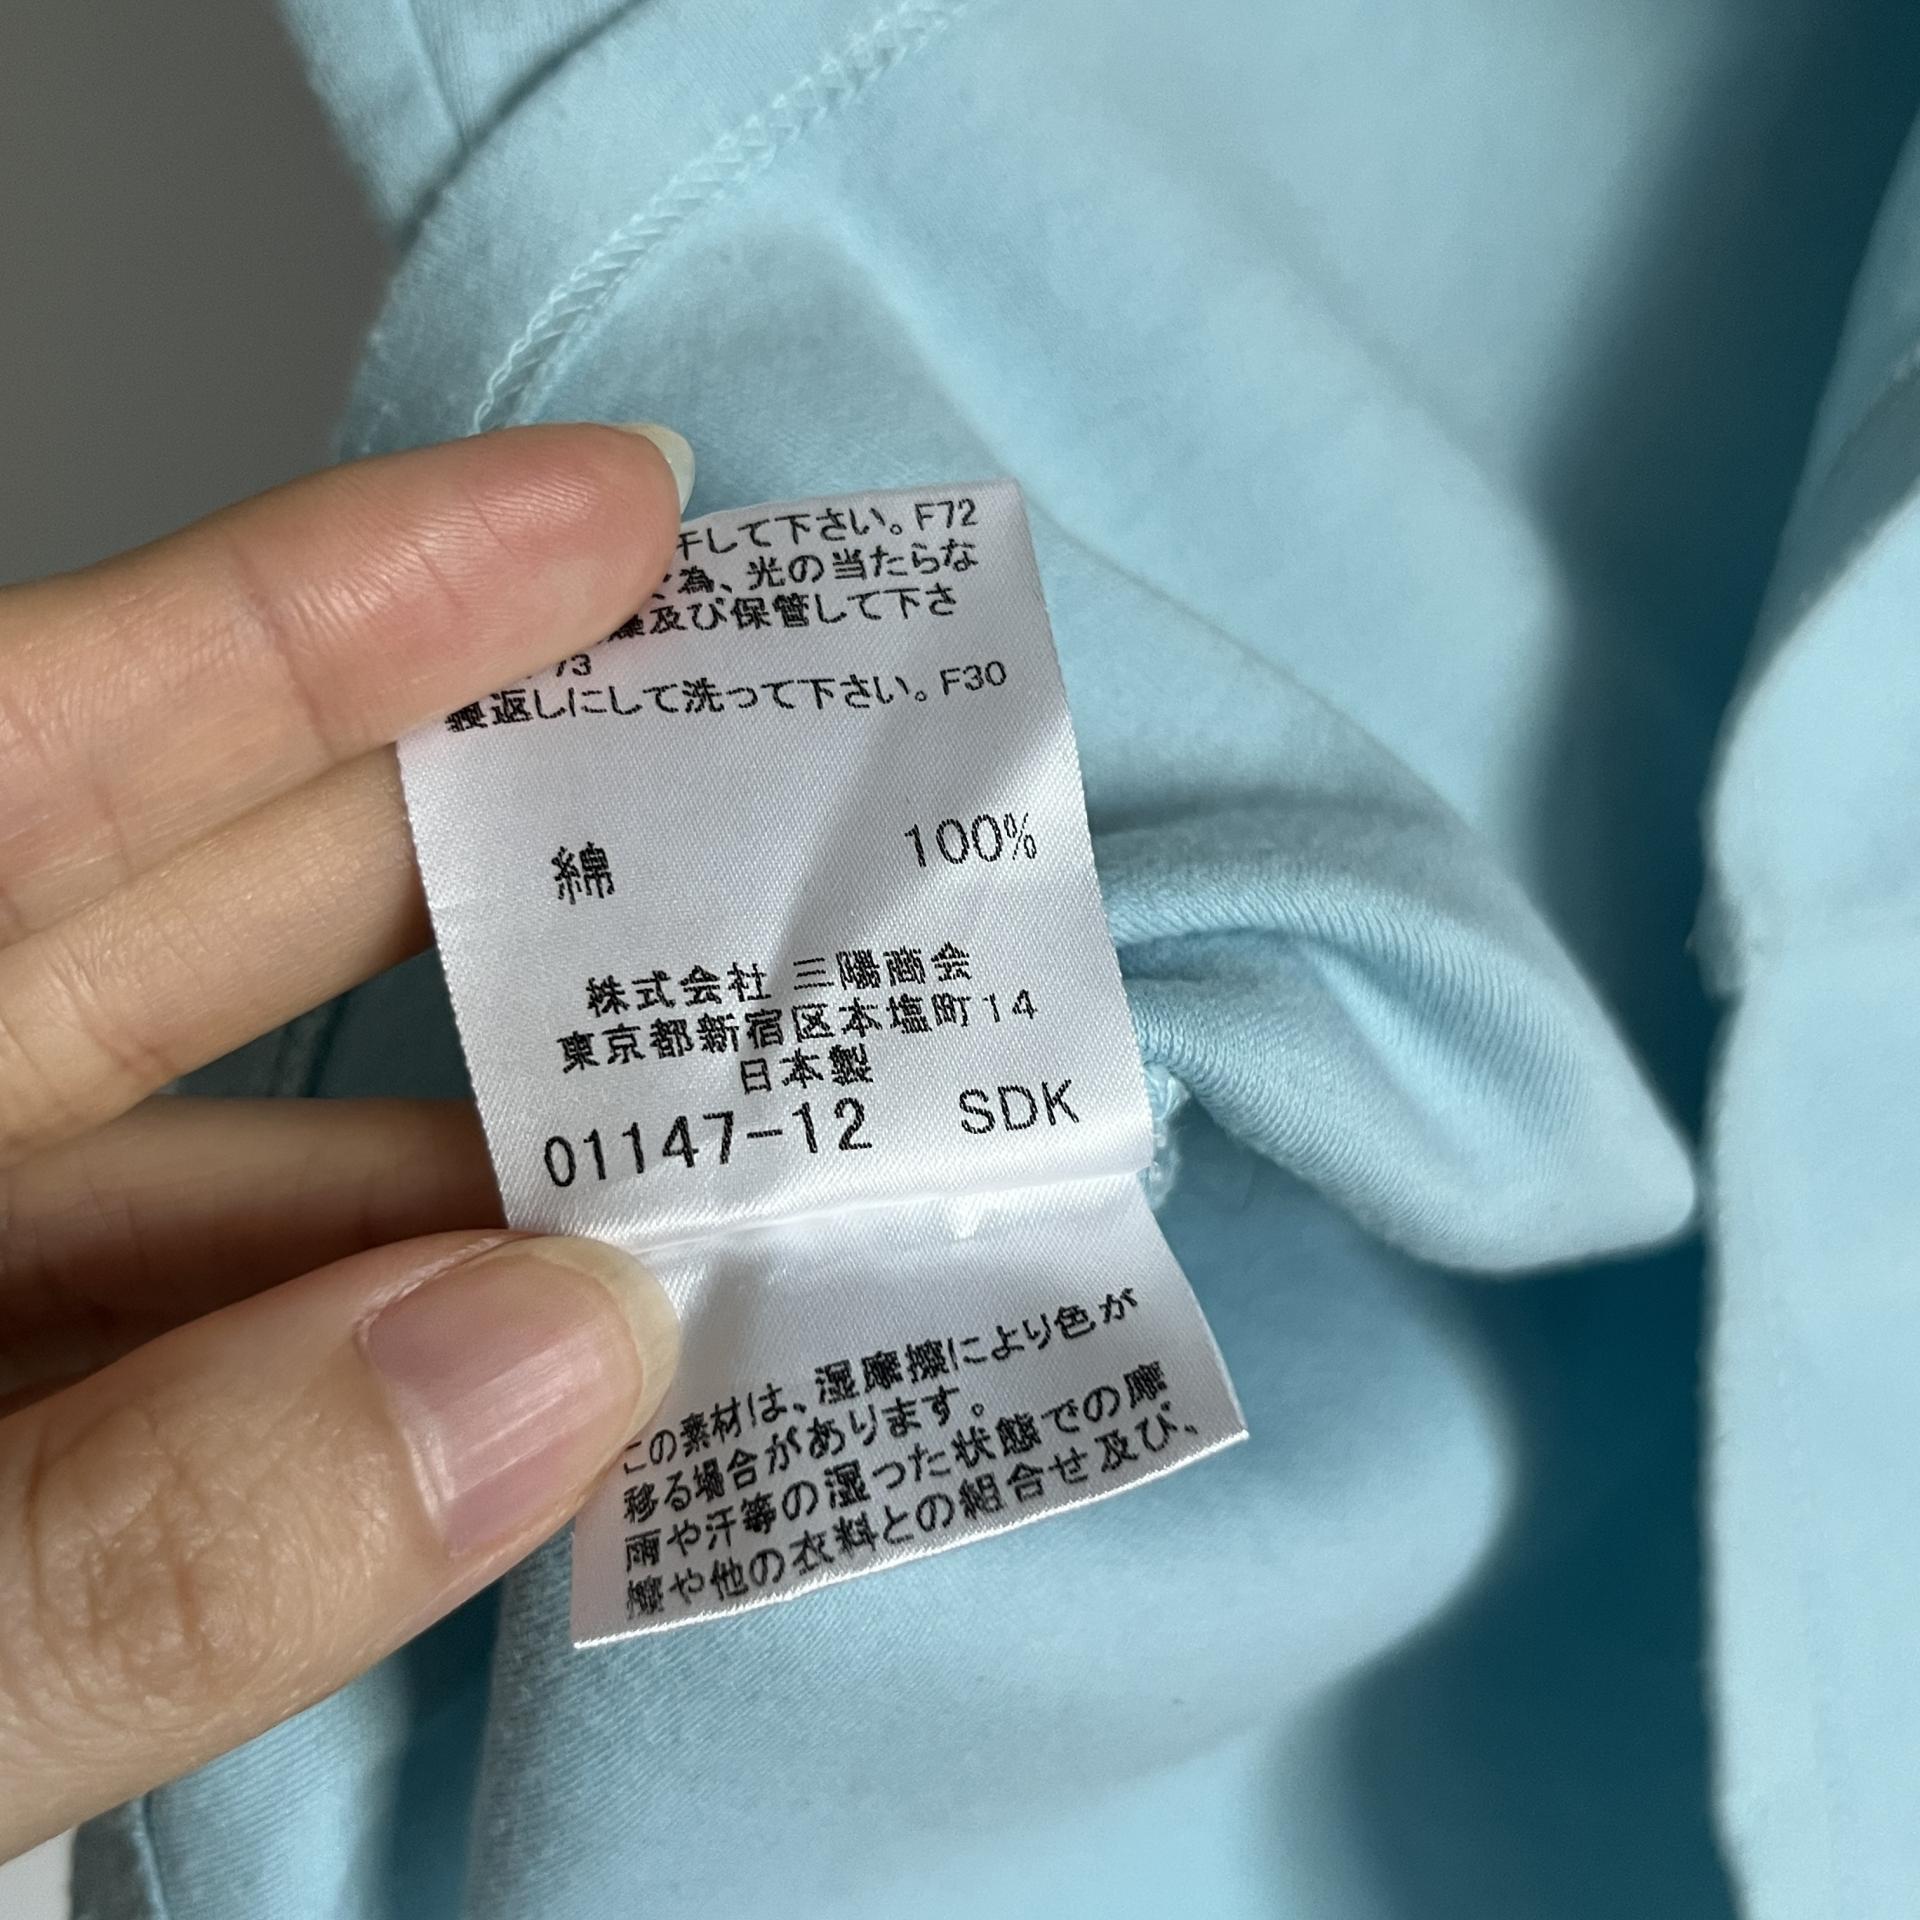 干して下さい。F72
為、光の当たらな
燥及び保管して下さ
73
裏返しにして洗って下さい。F30
綿 100%
株式会社 三陽商会
東京都新宿区本塩町14
日本製
01147-12 SDK
この素材は、湿摩擦により色が
移る場合があります。
雨や汗等の湿った状態での摩
擦や他の衣料との組合せ及び、